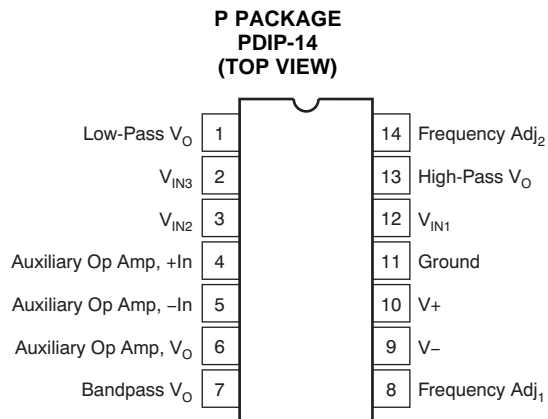 P PACKAGE
PDIP-14
(TOP VIEW)
Low-Pass V_O 1 14 Frequency Adj_2
V_IN3 2 13 High-Pass V_O
V_IN2 3 12 V_IN1
Auxiliary Op Amp, +In 4 11 Ground
Auxiliary Op Amp, −In 5 10 V+
Auxiliary Op Amp, V_O 6 9 V−
Bandpass V_O 7 8 Frequency Adj_1